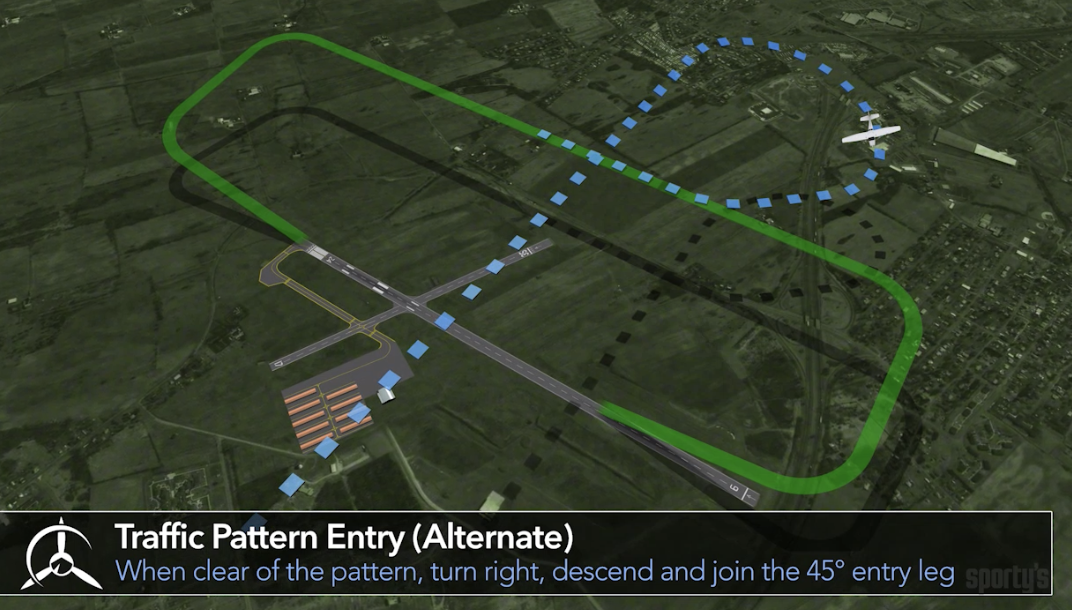 Traffic Pattern Entry (Alternate)
When clear of the pattern, turn right, descend and join the 45° entry leg
sporty's